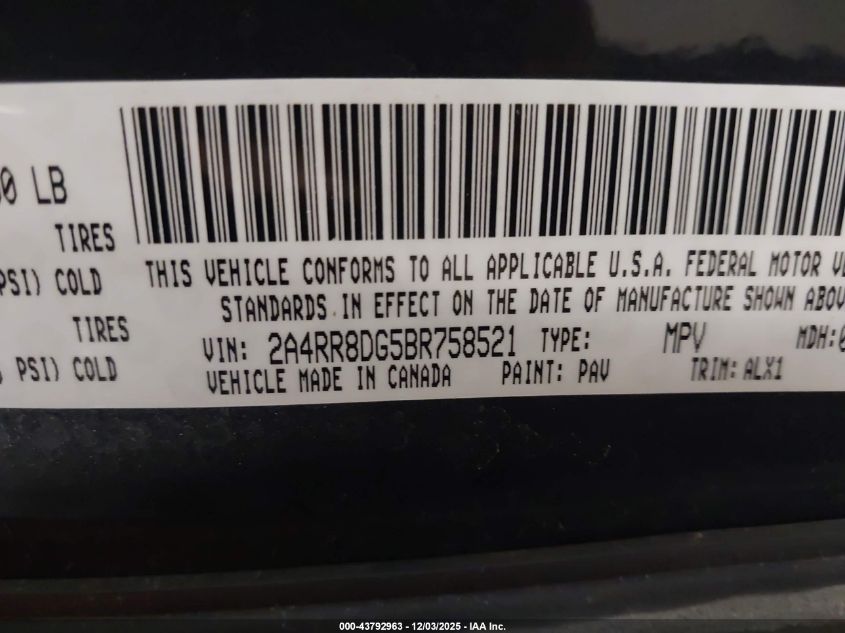 LB
TIRES
PSI) COLD
TIRES
PSI) COLD
THIS VEHICLE CONFORMS TO ALL APPLICABLE U.S.A. FEDERAL MOTOR VE
STANDARDS IN EFFECT ON THE DATE OF MANUFACTURE SHOWN ABOV
VIN: 2A4RR8DG5BR758521 TYPE: MPV MDH:0
VEHICLE MADE IN CANADA PAINT: PAV TRIM: ALX1
000-43792963 - 12/03/2025 - IAA Inc.